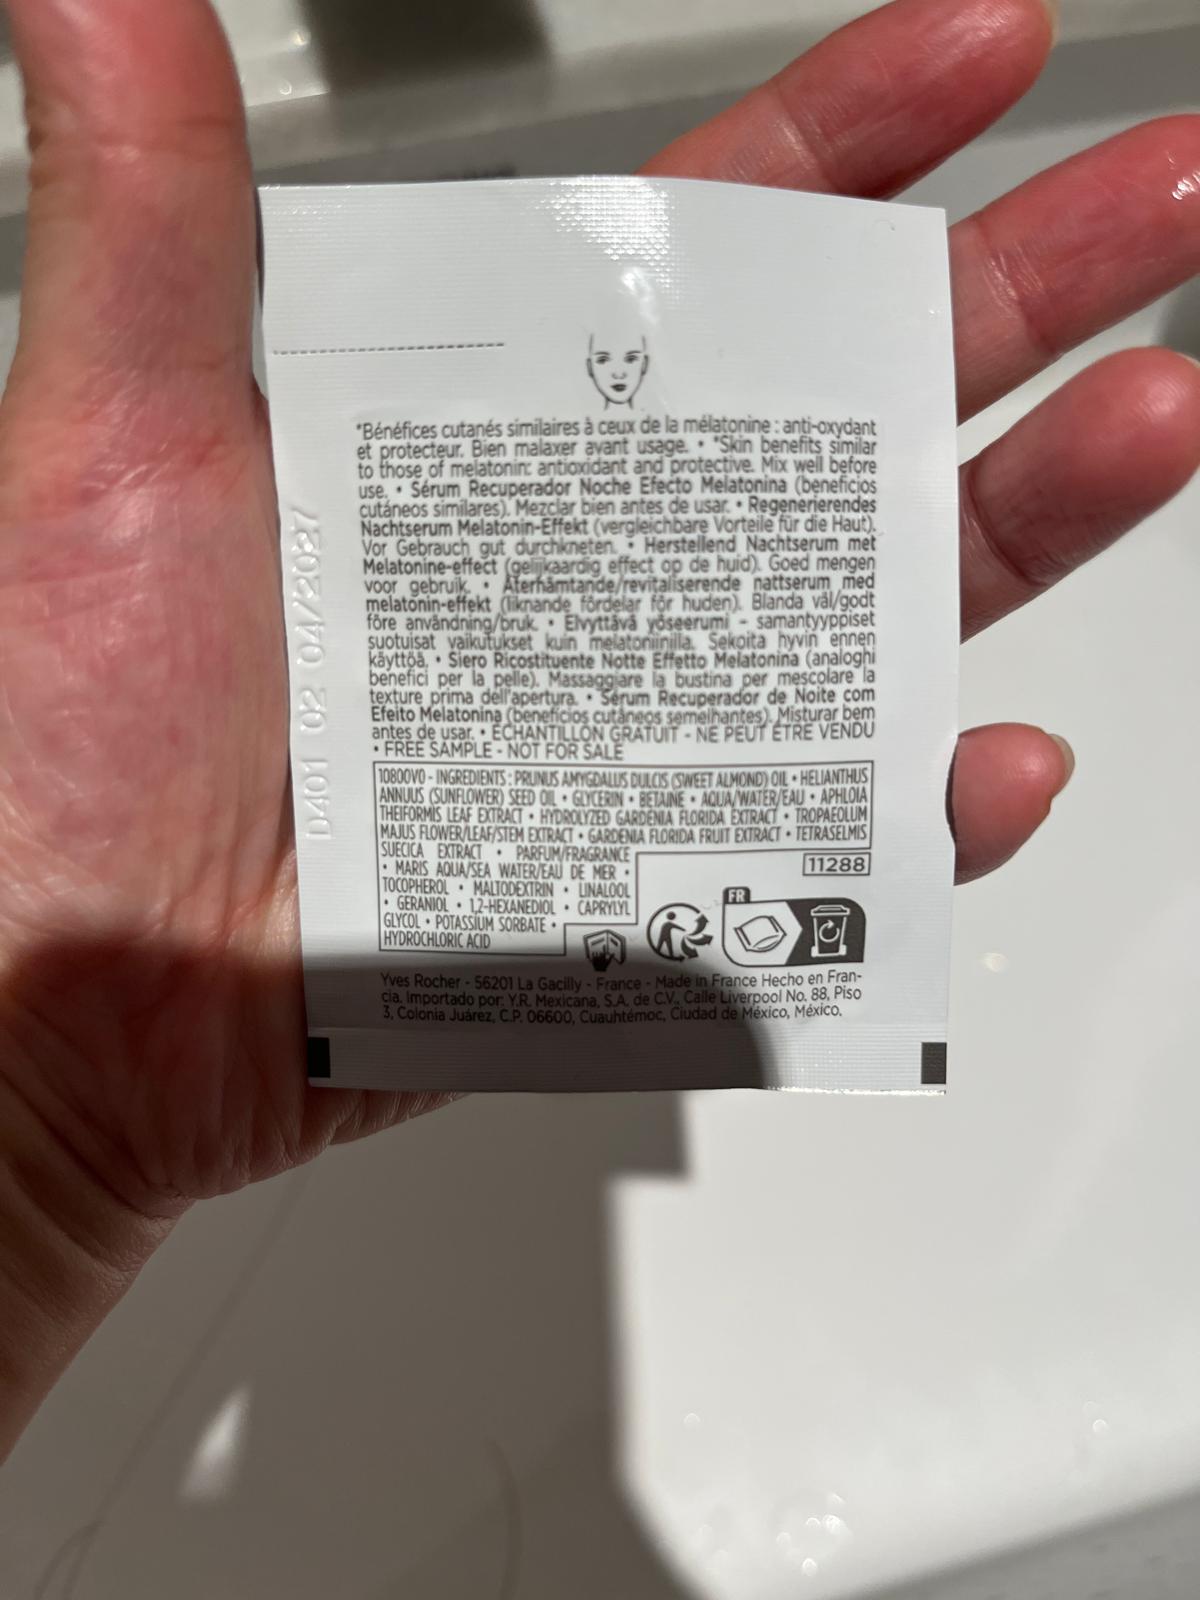 *Bénéfices cutanés similaires à ceux de la mélatonine : anti-oxydant
et protecteur. Bien malaxer avant usage. • *Skin benefits similar
to those of melatonin: antioxidant and protective. Mix well before
use. • Sérum Recuperador Noche Efecto Melatonina (beneficios
cutáneos similares). Mezclar bien antes de usar. • Regenerierendes
Nachtserum Melatonin-Effekt (vergleichbare Vorteile für die Haut).
Vor Gebrauch gut durchkneten. • Herstellend Nachtserum met
Melatonine-effect (gelijkaardig effect op de huid). Goed mengen
voor gebruik. • Återhämtande/revitaliserende nattserum med
melatonin-effekt (liknande fördelar för huden). Blanda väl/godt
före användning/bruk. • Elvyttävä yöseerumi - samantyyppiset
suotuisat vaikutukset kuin melatoniinilla. Sekoita hyvin ennen
käyttöä. • Siero Ricostituente Notte Effetto Melatonina (analoghi
benefici per la pelle). Massaggiare la bustina per mescolare la
texture prima dell'apertura. • Sérum Recuperador de Noite com
Efeito Melatonina (benefícios cutâneos semelhantes). Misturar bem
antes de usar. • ÉCHANTILLON GRATUIT - NE PEUT ÊTRE VENDU
• FREE SAMPLE - NOT FOR SALE
10800V0 - INGREDIENTS : PRUNUS AMYGDALUS DULCIS (SWEET ALMOND) OIL • HELIANTHUS
ANNUUS (SUNFLOWER) SEED OIL • GLYCERIN • BETAINE • AQUA/WATER/EAU • APHLOIA
THEIFORMIS LEAF EXTRACT • HYDROLYZED GARDENIA FLORIDA EXTRACT • TROPAEOLUM
MAJUS FLOWER/LEAF/STEM EXTRACT • GARDENIA FLORIDA FRUIT EXTRACT • TETRASELMIS
SUECICA EXTRACT • PARFUM/FRAGRANCE
• MARIS AQUA/SEA WATER/EAU DE MER •
TOCOPHEROL • MALTODEXTRIN • LINALOOL
• GERANIOL • 1,2-HEXANEDIOL • CAPRYLYL
GLYCOL • POTASSIUM SORBATE •
HYDROCHLORIC ACID
11288
FR
Yves Rocher - 56201 La Gacilly - France - Made in France Hecho en Fran-
cia. Importado por: Y.R. Mexicana, S.A. de C.V., Calle Liverpool No. 88, Piso
3, Colonia Juárez, C.P. 06600, Cuauhtémoc, Ciudad de México, México.
D401 02 04/2027